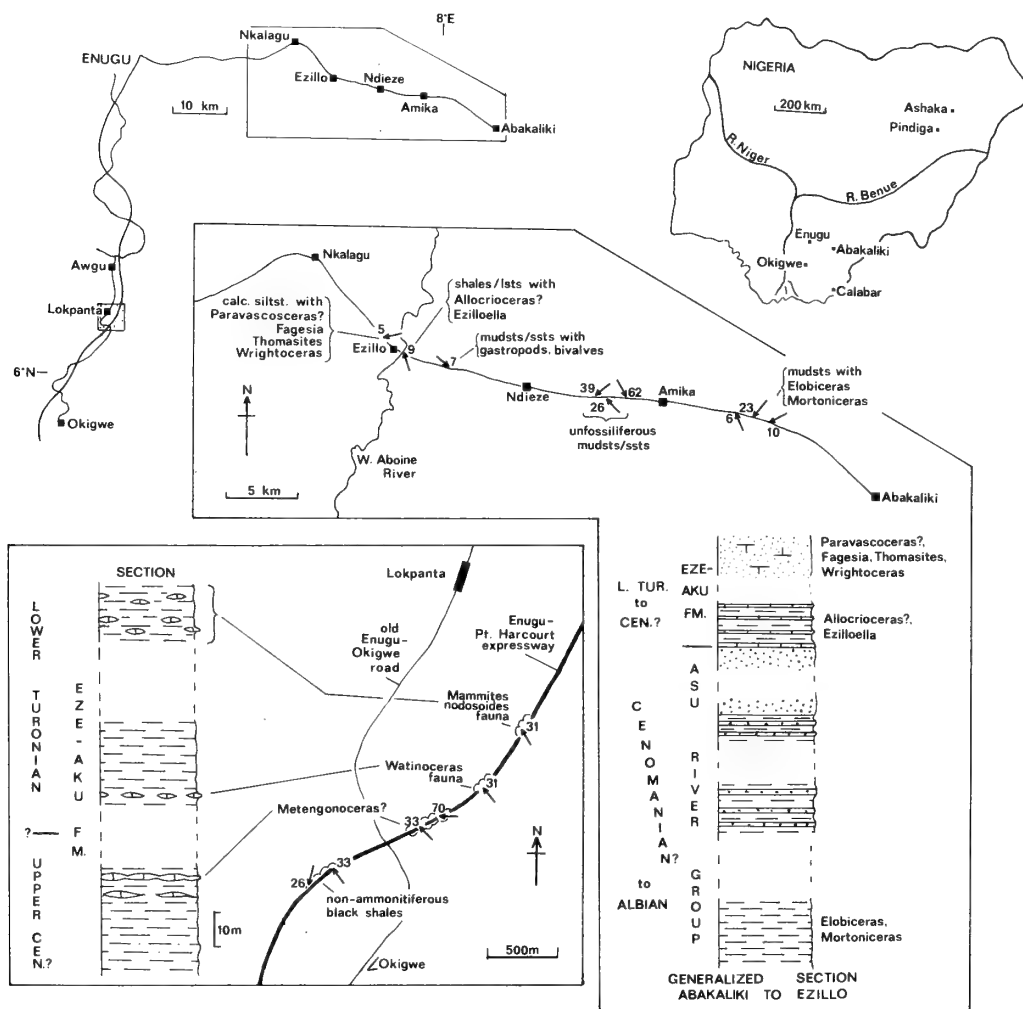 8°E
Nkalagu
ENUGU
Ezillo
Ndieze
Amika
Abakaliki
10 km
Awgu
Lokpanta
6°N
Okigwe
NIGERIA
200 km
Ashaka
Pindiga
R. Niger
R. Benue
Enugu
Abakaliki
Okigwe
Calabar
Nkalagu
shales/lsts with
Allocrioceras?
Ezilloella
calc. siltst. with
Paravascosceras?
Fagesia
Thomasites
Wrightoceras
5
Ezillo
9
7
mudsts/ssts with
gastropods, bivalves
Ndieze
39
62
26
unfossiliferous
mudsts/ssts
Amika
mudsts with
Elobiceras
Mortoniceras
23
6
10
Abakaliki
N
W. Aboine
River
5 km
SECTION
LOWER TURONIAN
? —
UPPER CEN.?
EZE-AKU FM.
10m
Lokpanta
old
Enugu-
Okigwe
road
Enugu-
Pt. Harcourt
expressway
Mammites
nodosoides
fauna
31
Watinoceras
fauna
31
Metengonoceras?
70
33
33
26
non-ammonitiferous
black shales
N
Okigwe
500m
L. TUR.
to
CEN.?
EZE-
AKU
FM.
Paravascoceras?,
Fagesia, Thomasites,
Wrightoceras
Allocrioceras?,
Ezilloella
CENOMANIAN?
to
ALBIAN
ASU RIVER GROUP
Elobiceras,
Mortoniceras
GENERALIZED SECTION
ABAKALIKI TO EZILLO